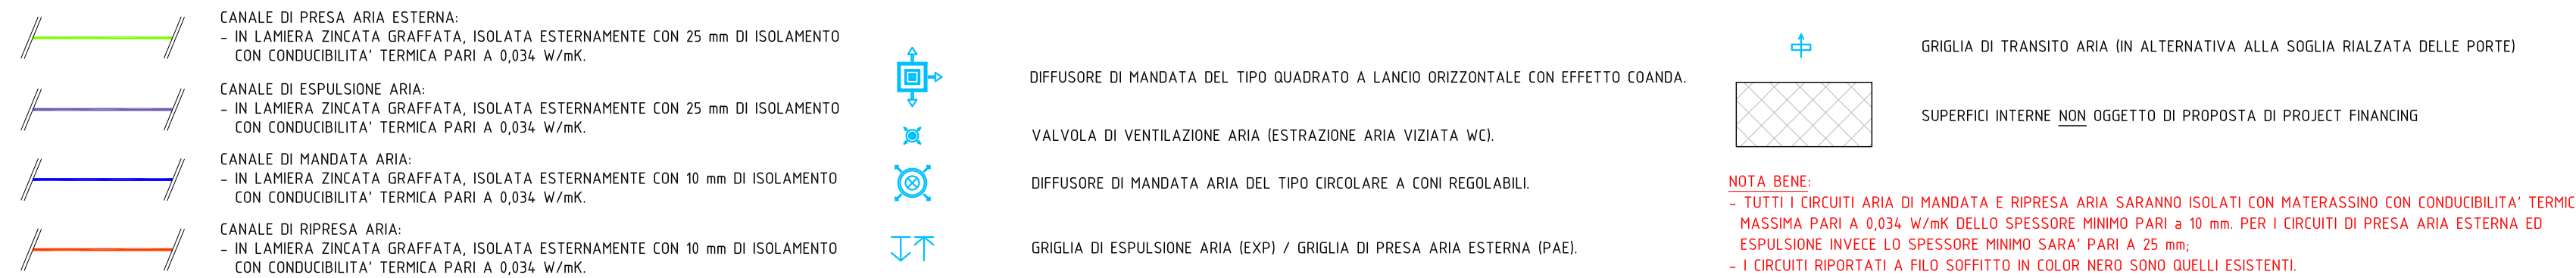 CANALE DI PRESA ARIA ESTERNA:
- IN LAMIERA ZINCATA GRAFFATA, ISOLATA ESTERNAMENTE CON 25 mm DI ISOLAMENTO
CON CONDUCIBILITA' TERMICA PARI A 0,034 W/mK.
CANALE DI ESPULSIONE ARIA:
- IN LAMIERA ZINCATA GRAFFATA, ISOLATA ESTERNAMENTE CON 25 mm DI ISOLAMENTO
CON CONDUCIBILITA' TERMICA PARI A 0,034 W/mK.
CANALE DI MANDATA ARIA:
- IN LAMIERA ZINCATA GRAFFATA, ISOLATA ESTERNAMENTE CON 10 mm DI ISOLAMENTO
CON CONDUCIBILITA' TERMICA PARI A 0,034 W/mK.
CANALE DI RIPRESA ARIA:
- IN LAMIERA ZINCATA GRAFFATA, ISOLATA ESTERNAMENTE CON 10 mm DI ISOLAMENTO
CON CONDUCIBILITA' TERMICA PARI A 0,034 W/mK.
DIFFUSORE DI MANDATA DEL TIPO QUADRATO A LANCIO ORIZZONTALE CON EFFETTO COANDA.
VALVOLA DI VENTILAZIONE ARIA (ESTRAZIONE ARIA VIZIATA WC).
DIFFUSORE DI MANDATA ARIA DEL TIPO CIRCOLARE A CONI REGOLABILI.
GRIGLIA DI ESPULSIONE ARIA (EXP) / GRIGLIA DI PRESA ARIA ESTERNA (PAE).
GRIGLIA DI TRANSITO ARIA (IN ALTERNATIVA ALLA SOGLIA RIALZATA DELLE PORTE)
SUPERFICI INTERNE NON OGGETTO DI PROPOSTA DI PROJECT FINANCING
NOTA BENE:
- TUTTI I CIRCUITI ARIA DI MANDATA E RIPRESA ARIA SARANNO ISOLATI CON MATERASSINO CON CONDUCIBILITA' TERMIC
MASSIMA PARI A 0,034 W/mK DELLO SPESSORE MINIMO PARI a 10 mm. PER I CIRCUITI DI PRESA ARIA ESTERNA ED
ESPULSIONE INVECE LO SPESSORE MINIMO SARA' PARI A 25 mm;
- I CIRCUITI RIPORTATI A FILO SOFFITTO IN COLOR NERO SONO QUELLI ESISTENTI.